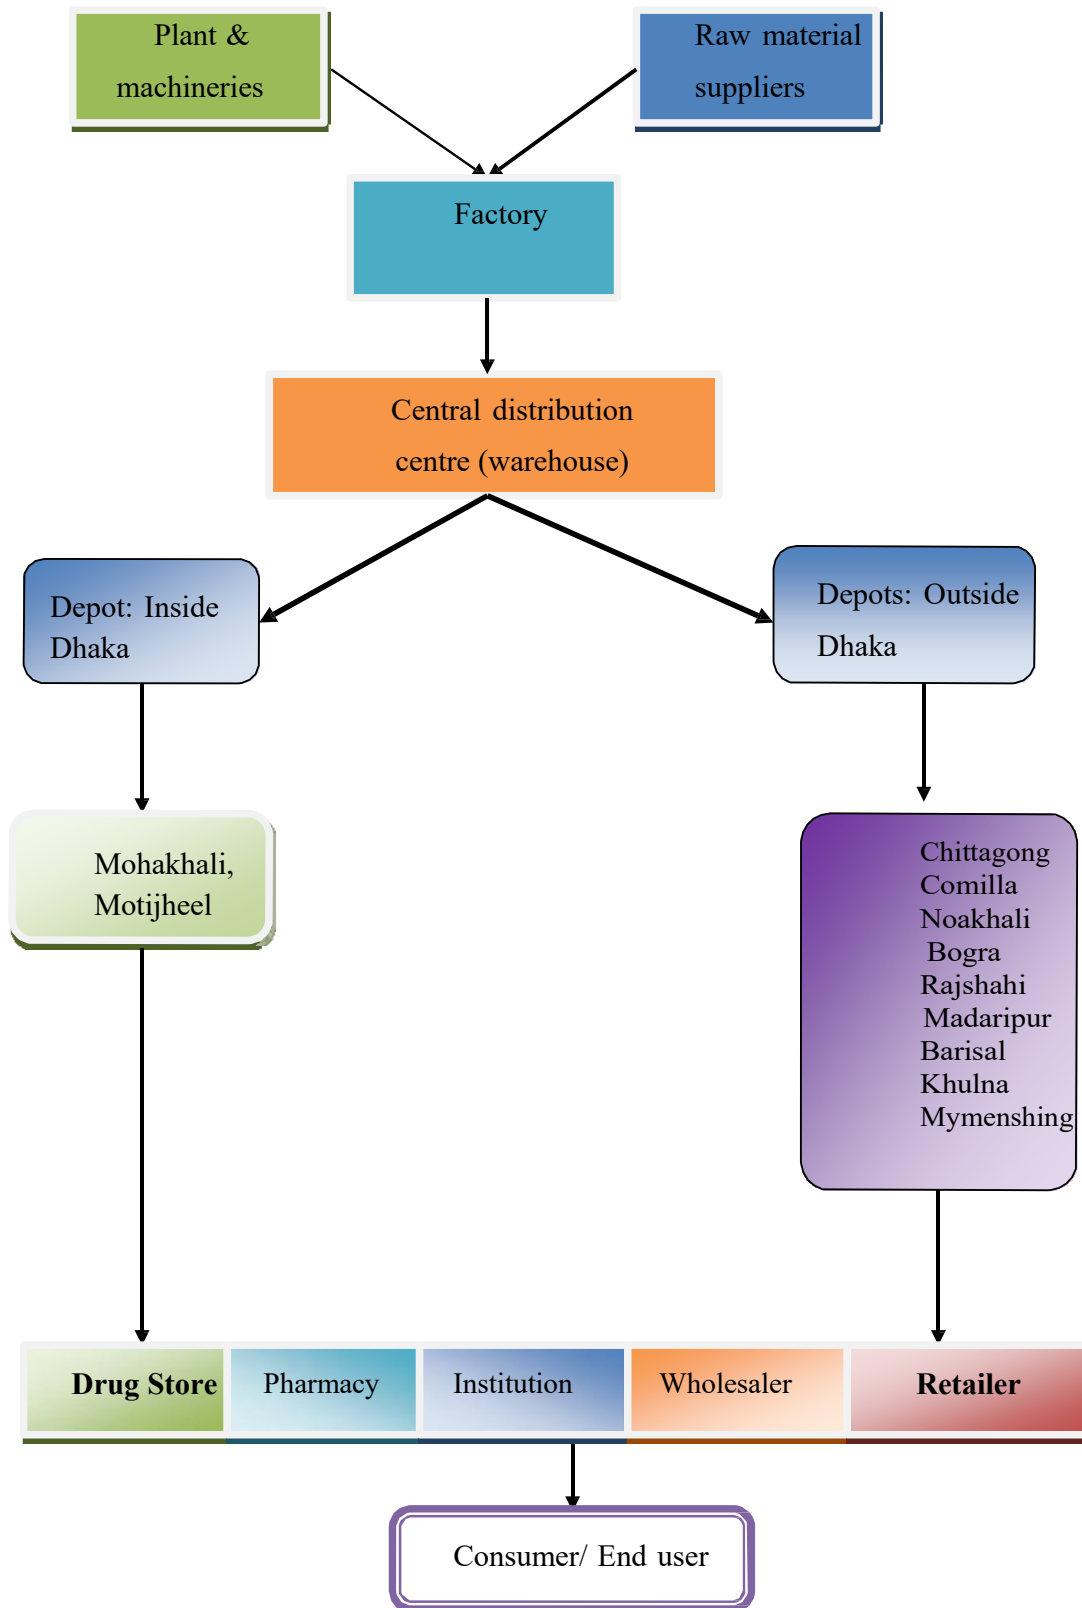 Plant &
machineries
Raw material
suppliers
Factory
Central distribution
centre (warehouse)
Depot: Inside
Dhaka
Depots: Outside
Dhaka
Mohakhali,
Motijheel
Chittagong
Comilla
Noakhali
Bogra
Rajshahi
Madaripur
Barisal
Khulna
Mymenshing
Drug Store
Pharmacy
Institution
Wholesaler
Retailer
Consumer/ End user